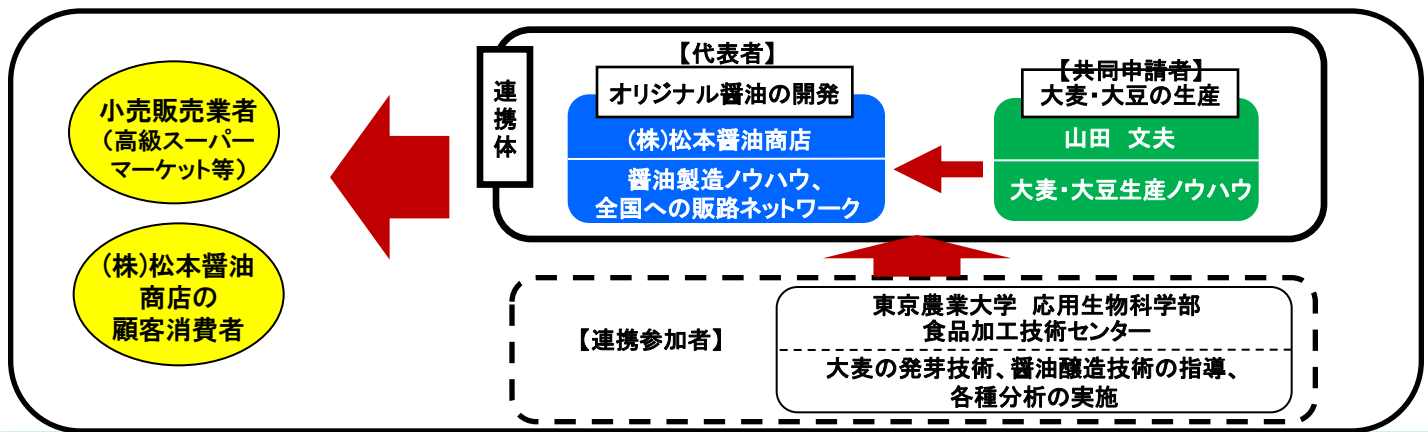 小売販売業者
（高級スーパー
マーケット等）
(株)松本醤油
商店の
顧客消費者
連携体
【代表者】
オリジナル醤油の開発
(株)松本醤油商店
醤油製造ノウハウ、
全国への販路ネットワーク
【共同申請者】
大麦・大豆の生産
山田　文夫
大麦・大豆生産ノウハウ
【連携参加者】
東京農業大学　応用生物科学部
食品加工技術センター
大麦の発芽技術、醤油醸造技術の指導、
各種分析の実施